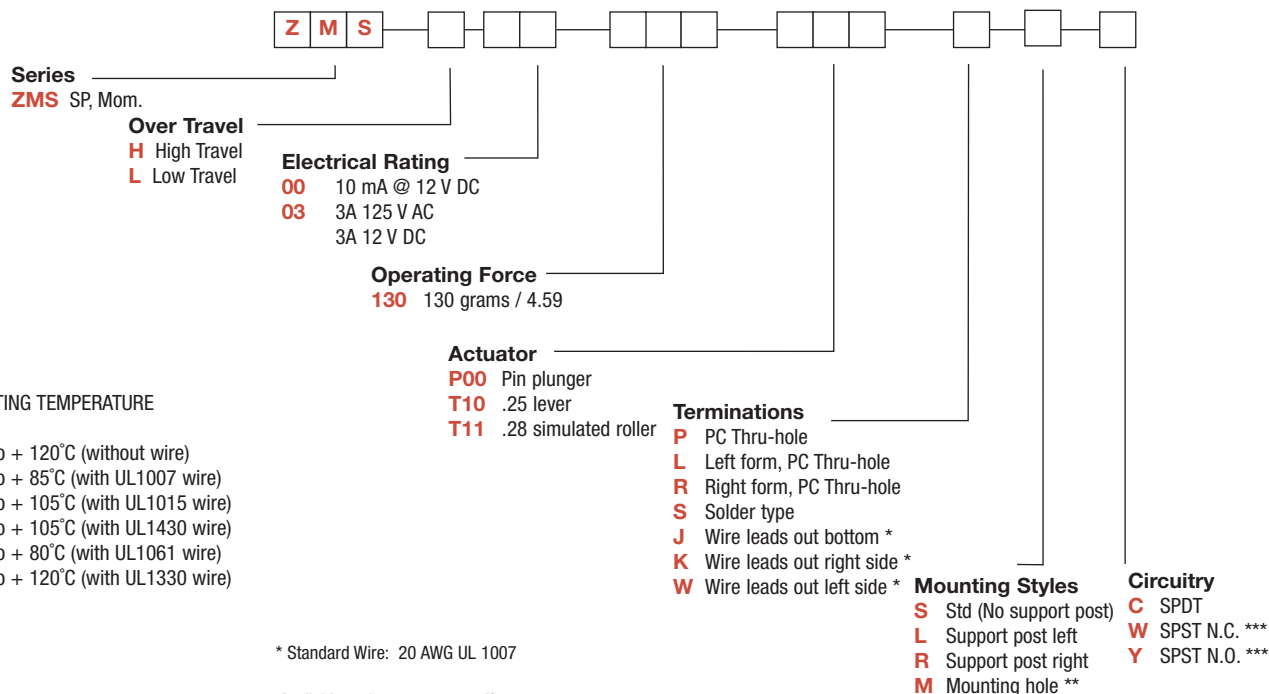 Z M S
Series
ZMS SP, Mom.
Over Travel
H High Travel
L Low Travel
Electrical Rating
00 10 mA @ 12 V DC
03 3A 125 V AC
3A 12 V DC
Operating Force
130 130 grams / 4.59
Actuator
P00 Pin plunger
T10 .25 lever
T11 .28 simulated roller
Terminations
P PC Thru-hole
L Left form, PC Thru-hole
R Right form, PC Thru-hole
S Solder type
J Wire leads out bottom *
K Wire leads out right side *
W Wire leads out left side *
Mounting Styles
S Std (No support post)
L Support post left
R Support post right
M Mounting hole **
Circuitry
C SPDT
W SPST N.C. ***
Y SPST N.O. ***
TING TEMPERATURE
+ 120˚C (without wire)
+ 85˚C (with UL1007 wire)
+ 105˚C (with UL1015 wire)
+ 105˚C (with UL1430 wire)
+ 80˚C (with UL1061 wire)
+ 120˚C (with UL1330 wire)
* Standard Wire: 20 AWG UL 1007